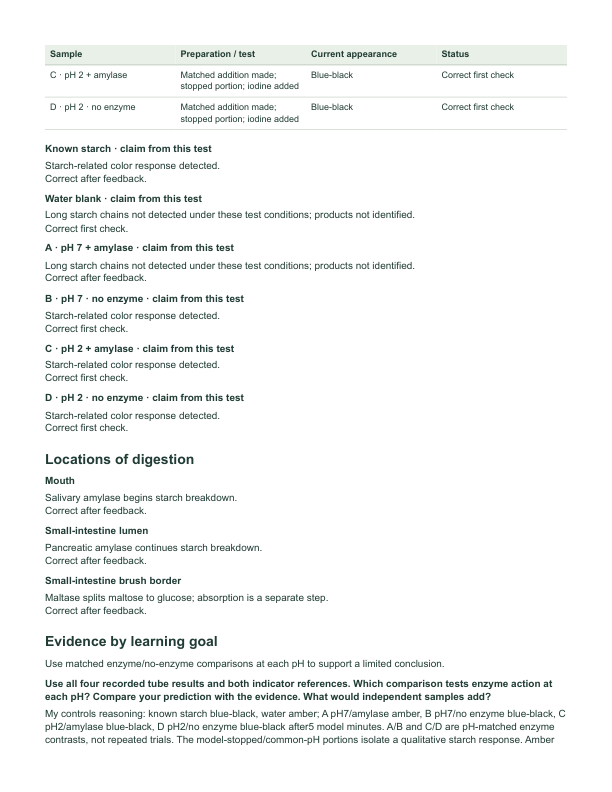 Sample Preparation / test Current appearance Status
C · pH 2 + amylase Matched addition made; Blue-black Correct first check
stopped portion; iodine added
D · pH 2 · no enzyme Matched addition made; Blue-black Correct first check
stopped portion; iodine added
Known starch · claim from this test
Starch-related color response detected.
Correct after feedback.
Water blank · claim from this test
Long starch chains not detected under these test conditions; products not identified.
Correct first check.
A · pH 7 + amylase · claim from this test
Long starch chains not detected under these test conditions; products not identified.
Correct after feedback.
B · pH 7 · no enzyme · claim from this test
Starch-related color response detected.
Correct first check.
C · pH 2 + amylase · claim from this test
Starch-related color response detected.
Correct first check.
D · pH 2 · no enzyme · claim from this test
Starch-related color response detected.
Correct first check.
Locations of digestion
Mouth
Salivary amylase begins starch breakdown.
Correct after feedback.
Small-intestine lumen
Pancreatic amylase continues starch breakdown.
Correct after feedback.
Small-intestine brush border
Maltase splits maltose to glucose; absorption is a separate step.
Correct after feedback.
Evidence by learning goal
Use matched enzyme/no-enzyme comparisons at each pH to support a limited conclusion.
Use all four recorded tube results and both indicator references. Which comparison tests enzyme action at
each pH? Compare your prediction with the evidence. What would independent samples add?
My controls reasoning: known starch blue-black, water amber; A pH7/amylase amber, B pH7/no enzyme blue-black, C
pH2/amylase blue-black, D pH2/no enzyme blue-black after5 model minutes. A/B and C/D are pH-matched enzyme
contrasts, not repeated trials. The model-stopped/common-pH portions isolate a qualitative starch response. Amber